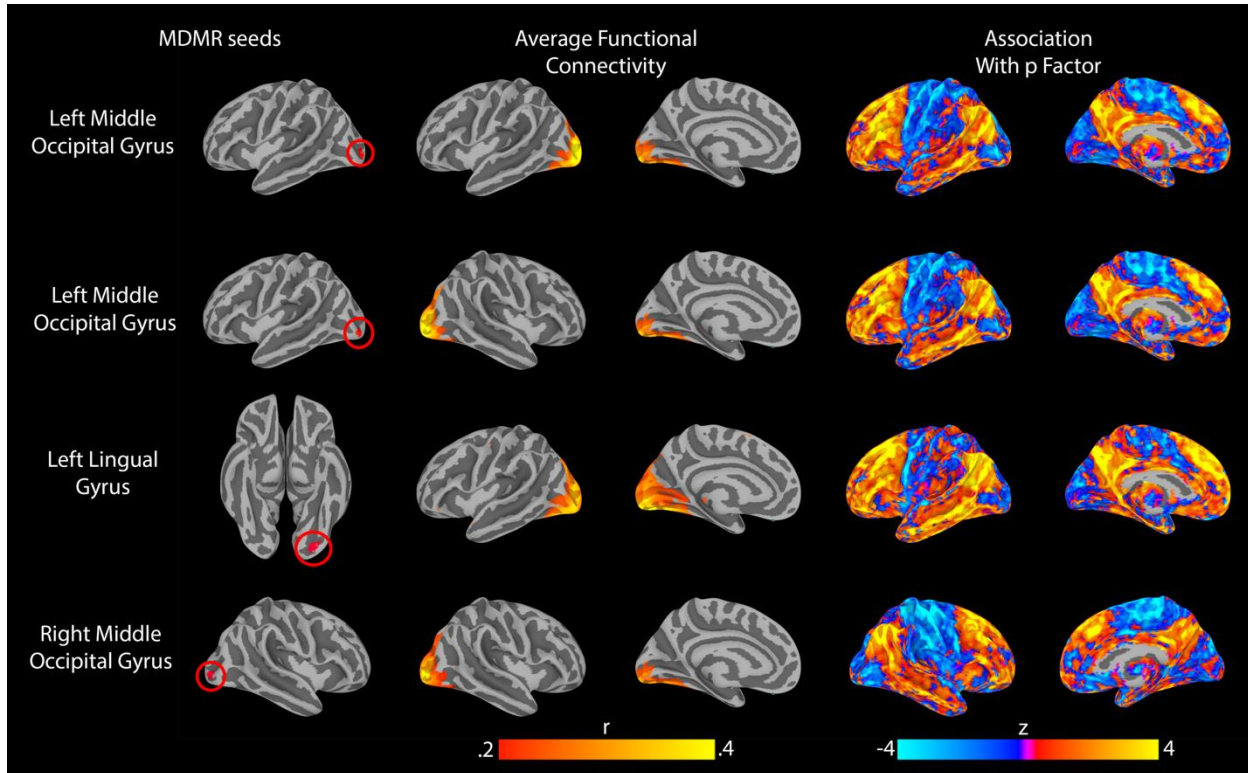 MDMR seeds
Average Functional
Connectivity
Association
With p Factor
Left Middle
Occipital Gyrus
Left Middle
Occipital Gyrus
Left Lingual
Gyrus
Right Middle
Occipital Gyrus
r
.2
.4
z
-4
4